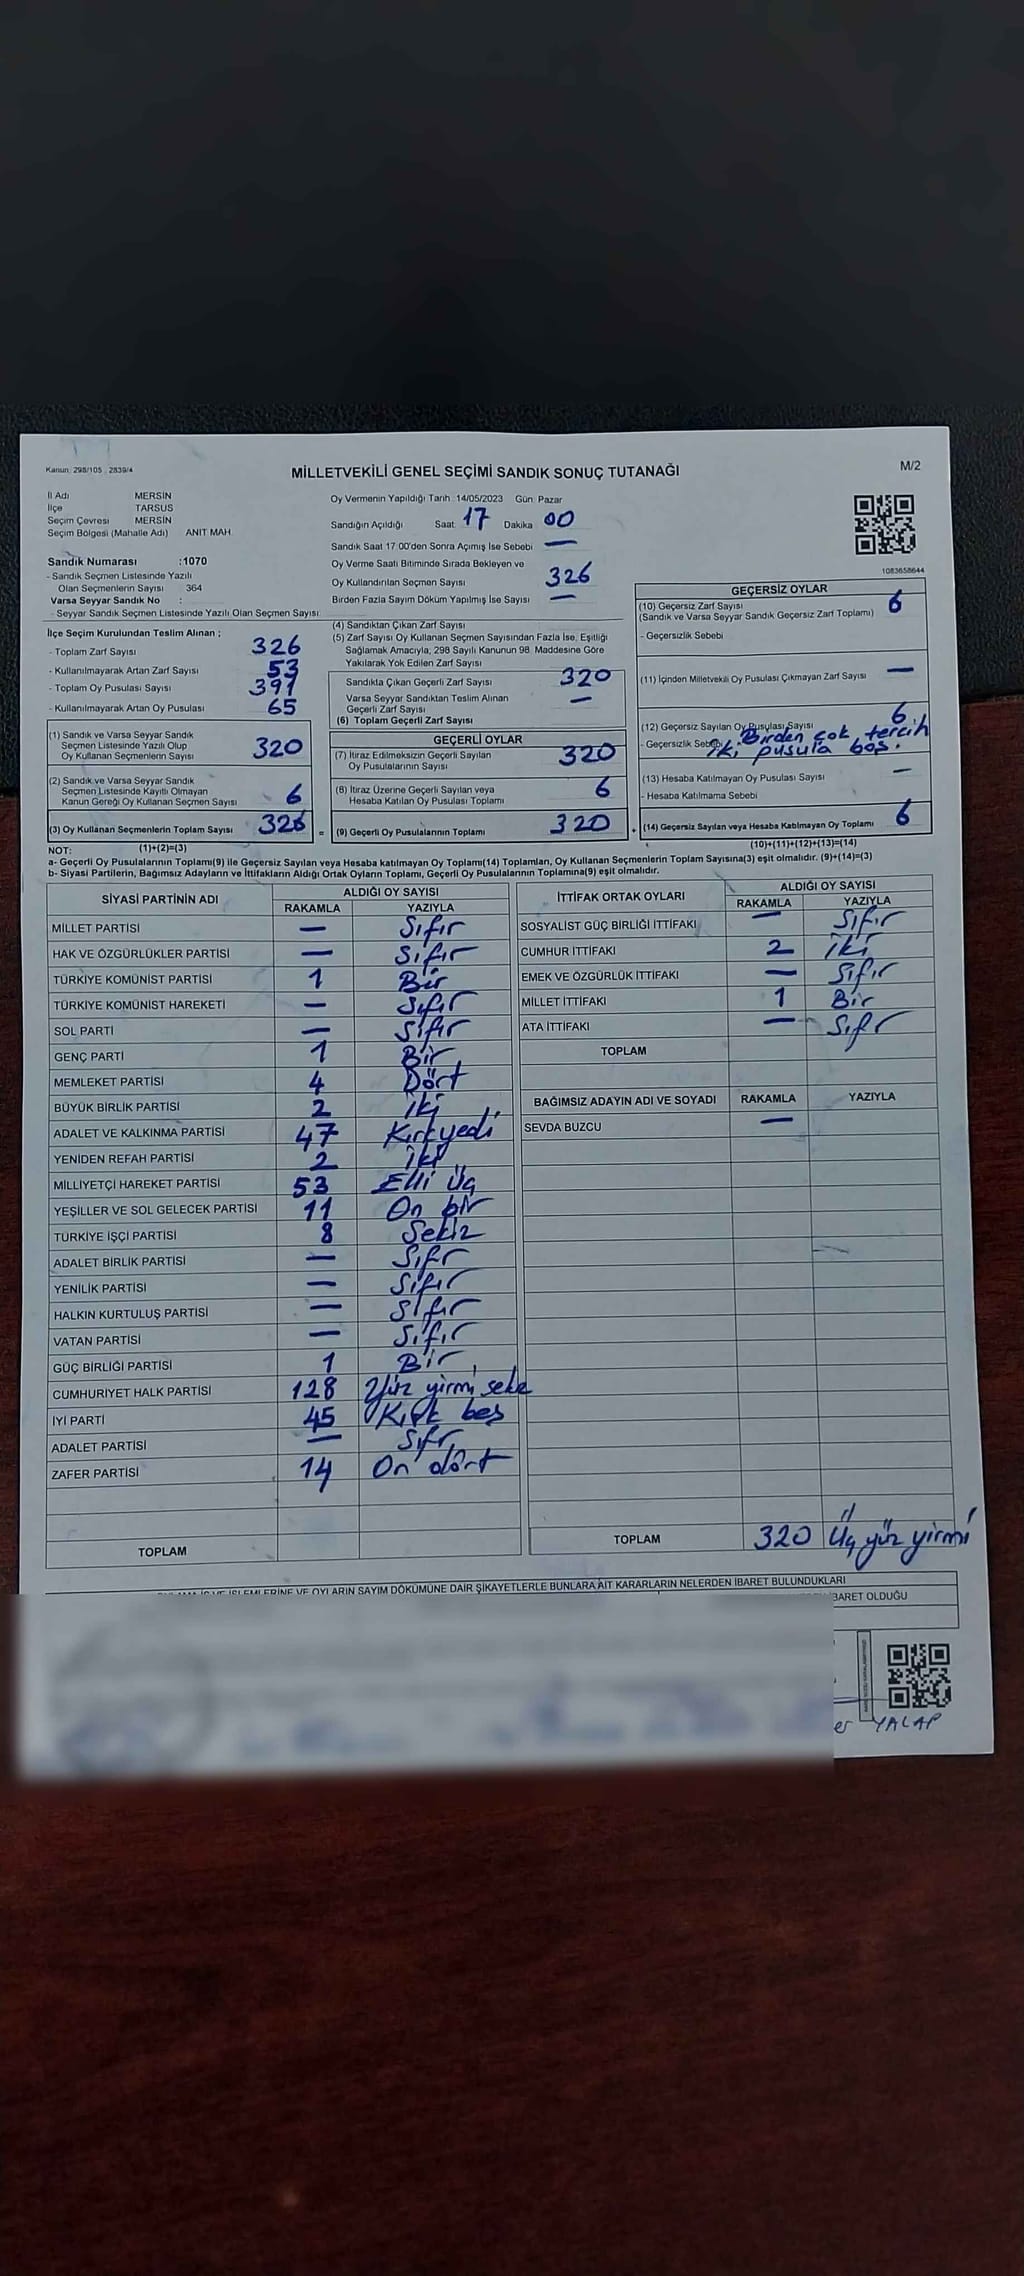 Kanun: 298/105 , 2839/4
MİLLETVEKİLİ GENEL SEÇİMİ SANDIK SONUÇ TUTANAĞI
M/2
İl Adı MERSİN
İlçe TARSUS
Seçim Çevresi MERSİN
Seçim Bölgesi (Mahalle Adı) ANIT MAH.
Sandık Numarası :1070
- Sandık Seçmen Listesinde Yazılı
Olan Seçmenlerin Sayısı 364
Varsa Seyyar Sandık No :
- Seyyar Sandık Seçmen Listesinde Yazılı Olan Seçmen Sayısı:
Oy Vermenin Yapıldığı Tarih 14/05/2023 Gün: Pazar
Sandığın Açıldığı Saat: 17 Dakika 00
Sandık Saat 17:00'den Sonra Açımış İse Sebebi —
Oy Verme Saati Bitiminde Sırada Bekleyen ve
Oy Kullandırılan Seçmen Sayısı 326
Birden Fazla Sayım Döküm Yapılmış İse Sayısı —
1083658644
İlçe Seçim Kurulundan Teslim Alınan ;
- Toplam Zarf Sayısı 326
- Kullanılmayarak Artan Zarf Sayısı 53
- Toplam Oy Pusulası Sayısı 391
- Kullanılmayarak Artan Oy Pusulası 65
(1) Sandık ve Varsa Seyyar Sandık
Seçmen Listesinde Yazılı Olup
Oy Kullanan Seçmenlerin Sayısı 320
(2) Sandık ve Varsa Seyyar Sandık
Seçmen Listesinde Kayıtlı Olmayan
Kanun Gereği Oy Kullanan Seçmen Sayısı 6
(3) Oy Kullanan Seçmenlerin Toplam Sayısı 326 =
(4) Sandıktan Çıkan Zarf Sayısı
(5) Zarf Sayısı Oy Kullanan Seçmen Sayısından Fazla İse, Eşitliği
Sağlamak Amacıyla, 298 Sayılı Kanunun 98. Maddesine Göre
Yakılarak Yok Edilen Zarf Sayısı
Sandıkta Çıkan Geçerli Zarf Sayısı 320
Varsa Seyyar Sandıktan Teslim Alınan
Geçerli Zarf Sayısı —
(6) Toplam Geçerli Zarf Sayısı
GEÇERLİ OYLAR
(7) İtiraz Edilmeksizin Geçerli Sayılan
Oy Pusulalarının Sayısı 320
(8) İtiraz Üzerine Geçerli Sayılan veya
Hesaba Katılan Oy Pusulası Toplamı 6
(9) Geçerli Oy Pusulalarının Toplamı 320 +
GEÇERSİZ OYLAR
(10) Geçersiz Zarf Sayısı 6
(Sandık ve Varsa Seyyar Sandık Geçersiz Zarf Toplamı)
- Geçersizlik Sebebi
(11) İçinden Milletvekili Oy Pusulası Çıkmayan Zarf Sayısı —
(12) Geçersiz Sayılan Oy Pusulası Sayısı 6
- Geçersizlik Sebebi Birden çok tercih
İki pusula boş.
(13) Hesaba Katılmayan Oy Pusulası Sayısı —
- Hesaba Katılmama Sebebi
(14) Geçersiz Sayılan veya Hesaba Katılmayan Oy Toplamı 6
NOT: (1)+(2)=(3) (10)+(11)+(12)+(13)=(14)
a- Geçerli Oy Pusulalarının Toplamı(9) ile Geçersiz Sayılan veya Hesaba katılmayan Oy Toplamı(14) Toplamları, Oy Kullanan Seçmenlerin Toplam Sayısına(3) eşit olmalıdır. (9)+(14)=(3)
b- Siyasi Partilerin, Bağımsız Adayların ve İttifakların Aldığı Ortak Oyların Toplamı, Geçerli Oy Pusulalarının Toplamına(9) eşit olmalıdır.
SİYASİ PARTİNİN ADI ALDIĞI OY SAYISI
RAKAMLA YAZIYLA
MİLLET PARTİSİ — Sıfır
HAK VE ÖZGÜRLÜKLER PARTİSİ — Sıfır
TÜRKİYE KOMÜNİST PARTİSİ 1 Bir
TÜRKİYE KOMÜNİST HAREKETİ — Sıfır
SOL PARTİ — Sıfır
GENÇ PARTİ 1 Bir
MEMLEKET PARTİSİ 4 Dört
BÜYÜK BİRLİK PARTİSİ 2 İki
ADALET VE KALKINMA PARTİSİ 47 Kırkyedi
YENİDEN REFAH PARTİSİ 2 İki
MİLLİYETÇİ HAREKET PARTİSİ 53 Elli Üç
YEŞİLLER VE SOL GELECEK PARTİSİ 11 On bir
TÜRKİYE İŞÇİ PARTİSİ 8 Sekiz
ADALET BİRLİK PARTİSİ — Sıfr
YENİLİK PARTİSİ — Sıfır
HALKIN KURTULUŞ PARTİSİ — Sıfır
VATAN PARTİSİ — Sıfır
GÜÇ BİRLİĞİ PARTİSİ 1 Bir
CUMHURİYET HALK PARTİSİ 128 Yüz yirmi seke
İYİ PARTİ 45 Kırk beş
ADALET PARTİSİ — Sıfr
ZAFER PARTİSİ 14 On dört
TOPLAM
İTTİFAK ORTAK OYLARI ALDIĞI OY SAYISI
RAKAMLA YAZIYLA
SOSYALİST GÜÇ BİRLİĞİ İTTİFAKI — Sıfır
CUMHUR İTTİFAKI 2 İki
EMEK VE ÖZGÜRLÜK İTTİFAKI — Sıfır
MİLLET İTTİFAKI 1 Bir
ATA İTTİFAKI — Sıfr
TOPLAM
BAĞIMSIZ ADAYIN ADI VE SOYADI RAKAMLA YAZIYLA
SEVDA BUZCU —
TOPLAM 320 Üç yüz yirmi
İŞLEMLERİNE VE OYLARIN SAYIM DÖKÜMÜNE DAİR ŞİKAYETLERLE BUNLARA AİT KARARLARIN NELERDEN İBARET BULUNDUKLARI
İBARET OLDUĞU
YALAP